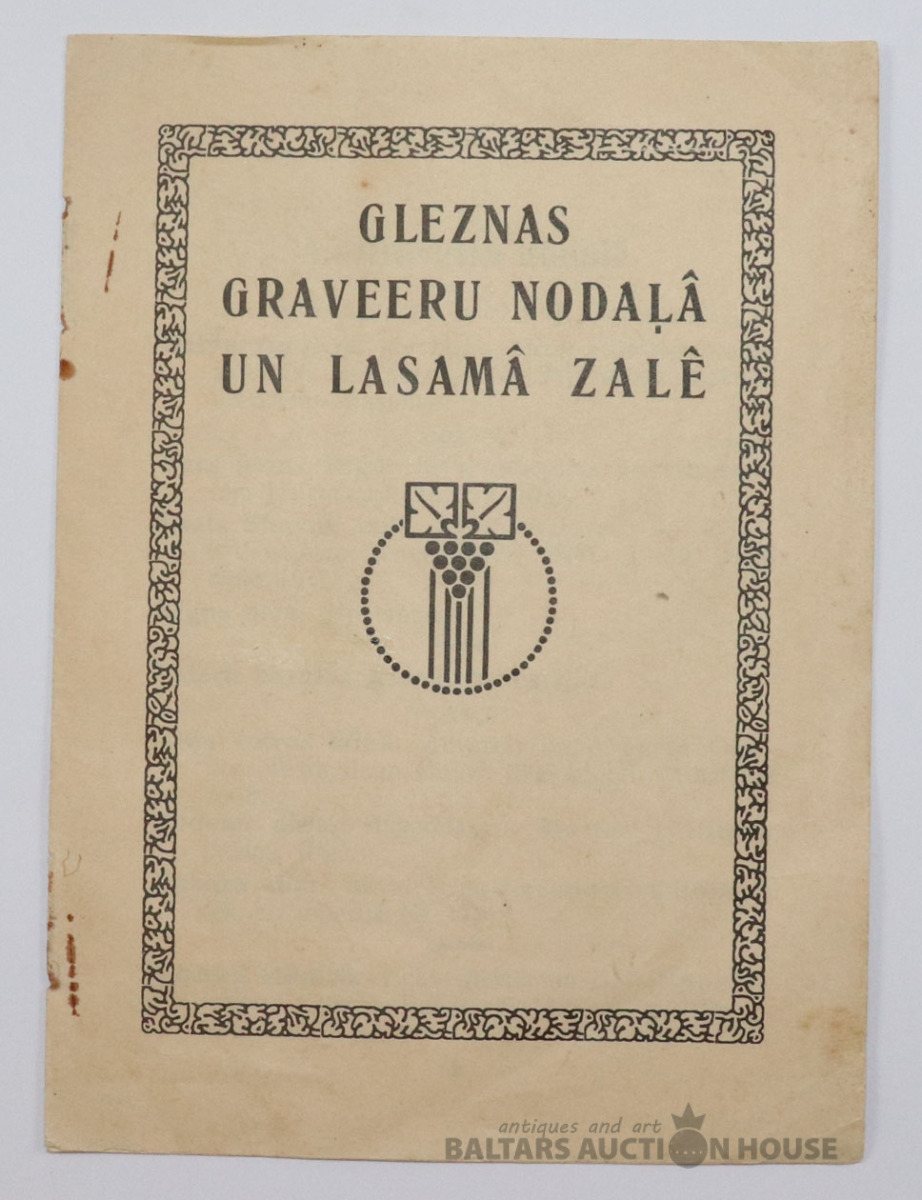 GLEZNAS
GRAVEERU NODAĻÂ
UN LASAMÂ ZALÊ
antiques and art
BALTARS AUCTION HOUSE